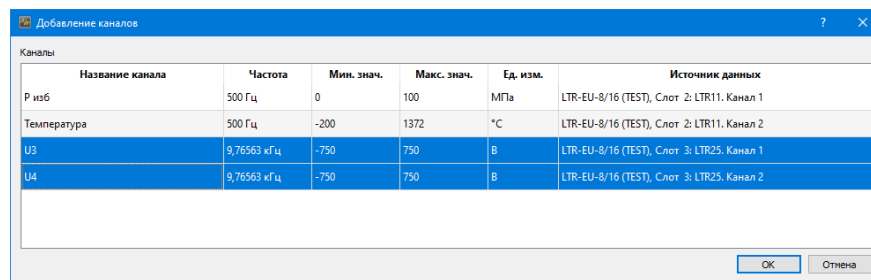 Добавление каналов ?
Каналы
Название канала Частота Мин. знач. Макс. знач. Ед. изм. Источник данных
P изб 500 Гц 0 100 МПа LTR-EU-8/16 (TEST), Слот 2: LTR11. Канал 1
Температура 500 Гц -200 1372 °C LTR-EU-8/16 (TEST), Слот 2: LTR11. Канал 2
U3 9,76563 кГц -750 750 В LTR-EU-8/16 (TEST), Слот 3: LTR25. Канал 1
U4 9,76563 кГц -750 750 В LTR-EU-8/16 (TEST), Слот 3: LTR25. Канал 2
OK Отмена